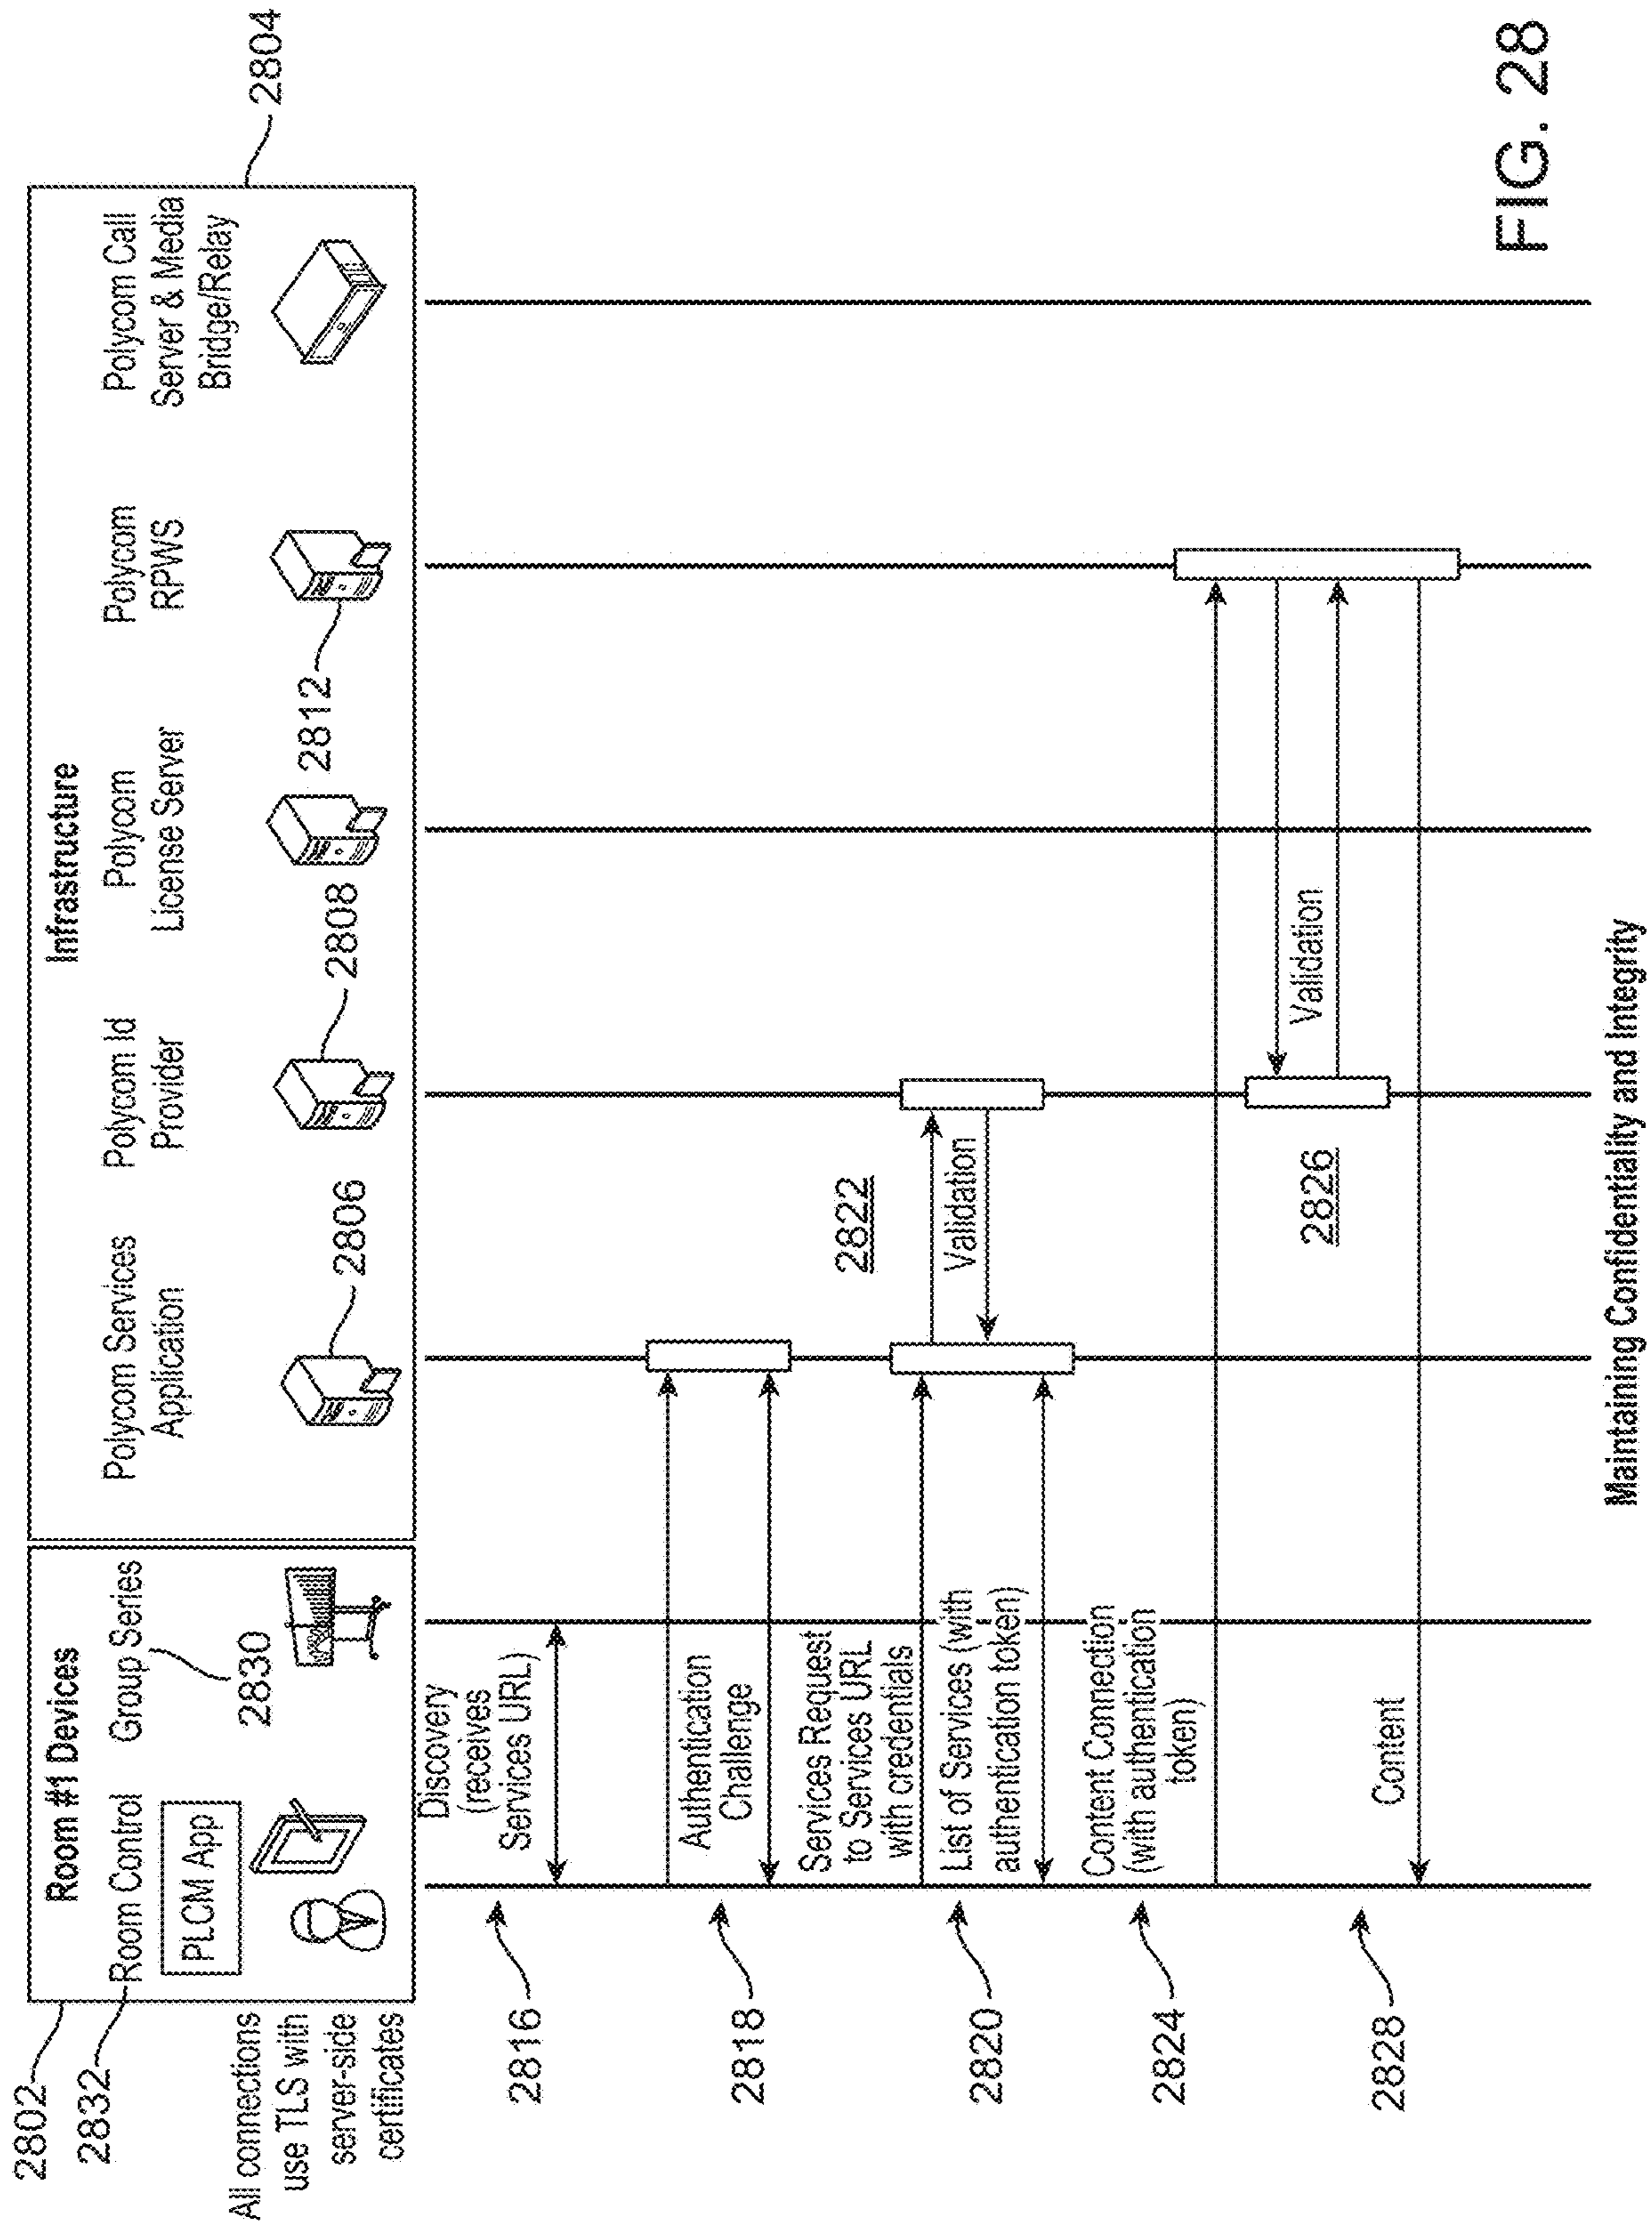 2802
2832
Room #1 Devices
Room Control
Group Series
PLCM App
2830
Infrastructure
2804
Polycom Services
Application
2806
Polycom Id
Provider
2808
Polycom
License Server
2812
Polycom
RPWS
Polycom Call
Server & Media
Bridge/Relay
All connections
use TLS with
server-side
certificates
2816
Discovery
(receives
Services URL)
2818
Authentication
Challenge
Services Request
to Services URL
with credentials
2820
List of Services (with
authentication token)
2822
Validation
2824
Content Connection
(with authentication
token)
2826
Validation
2828
Content
Maintaining Confidentiality and Integrity
FIG. 28